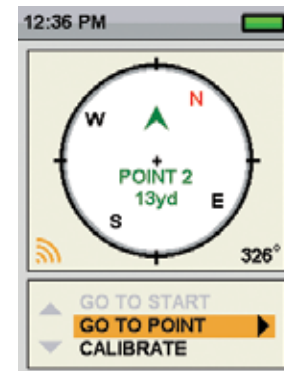 12:36 PM
N
W
POINT 2
13yd
E
S
326°
GO TO START
GO TO POINT
CALIBRATE